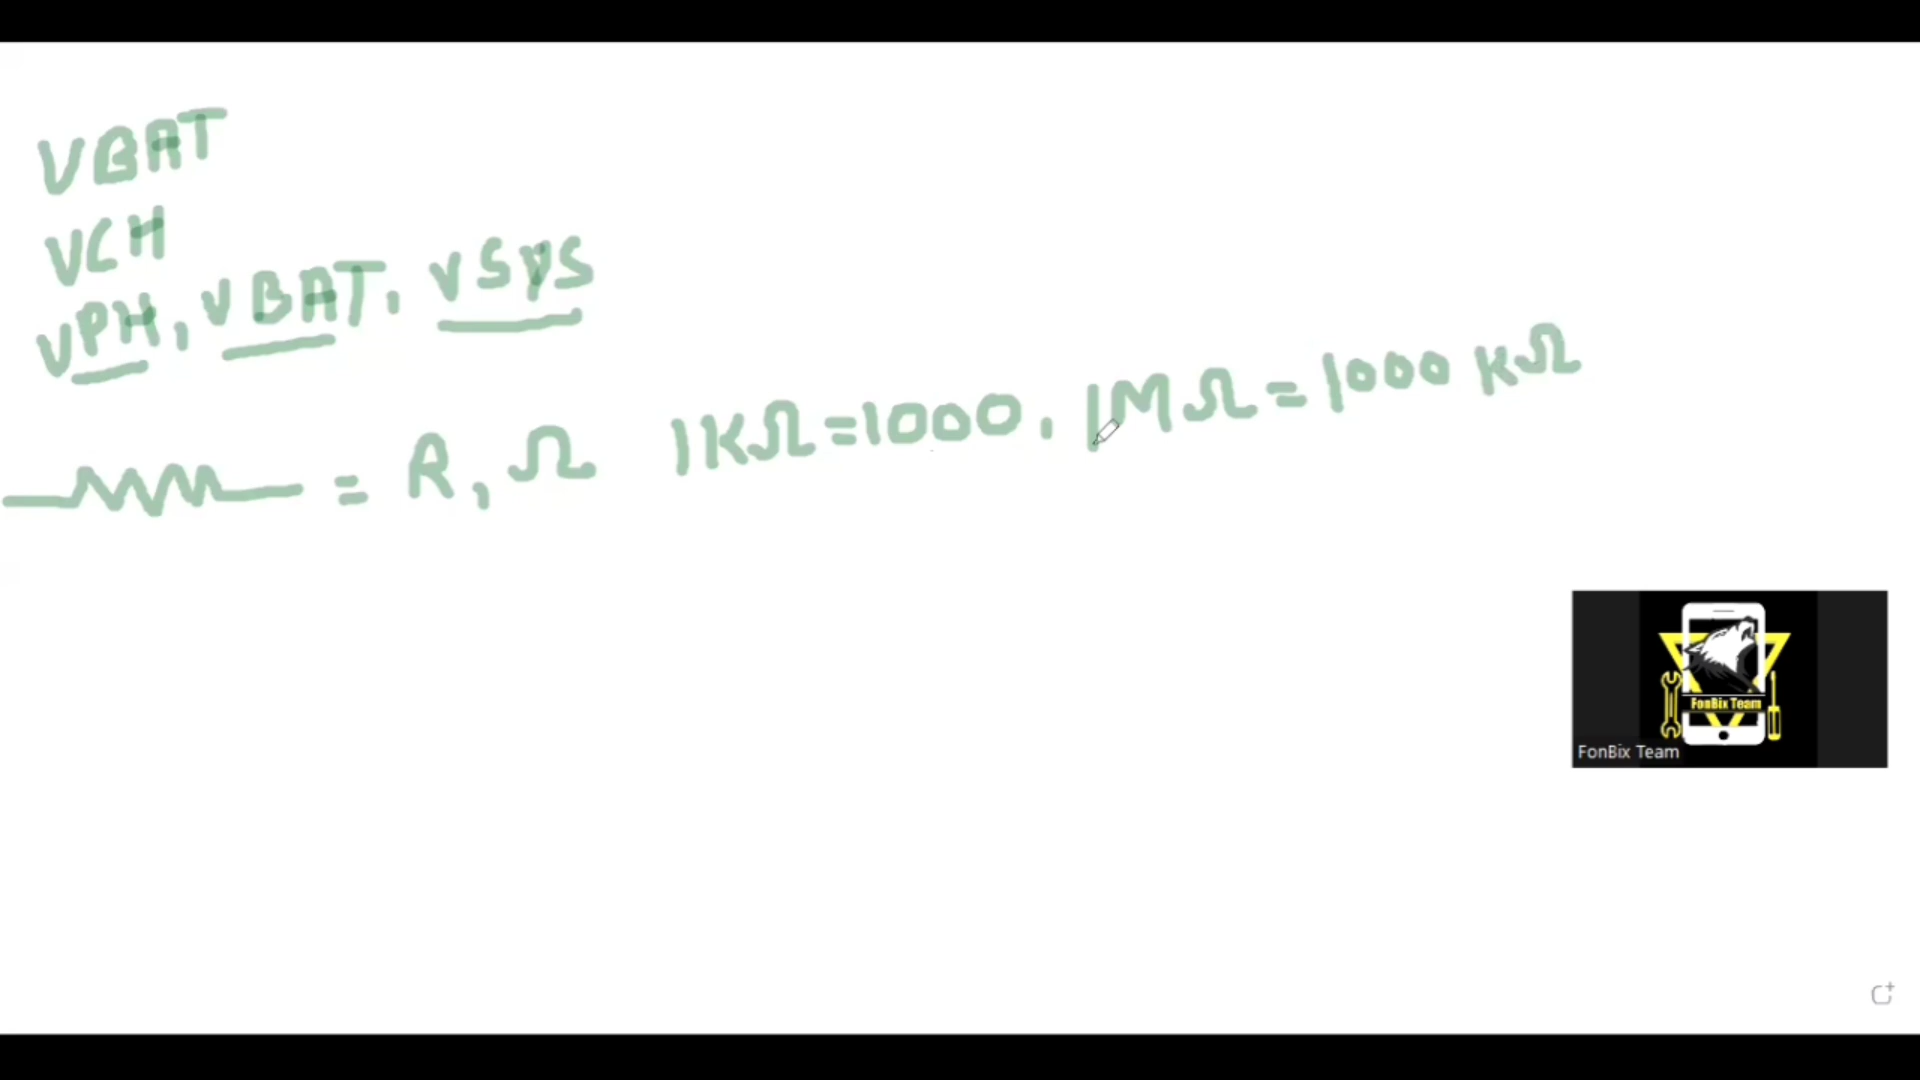 VBAT
VCH
VPH, VBAT, VSYS
= R, Ω 1KΩ=1000, 1MΩ=1000 KΩ
FonBix Team
FonBix Team